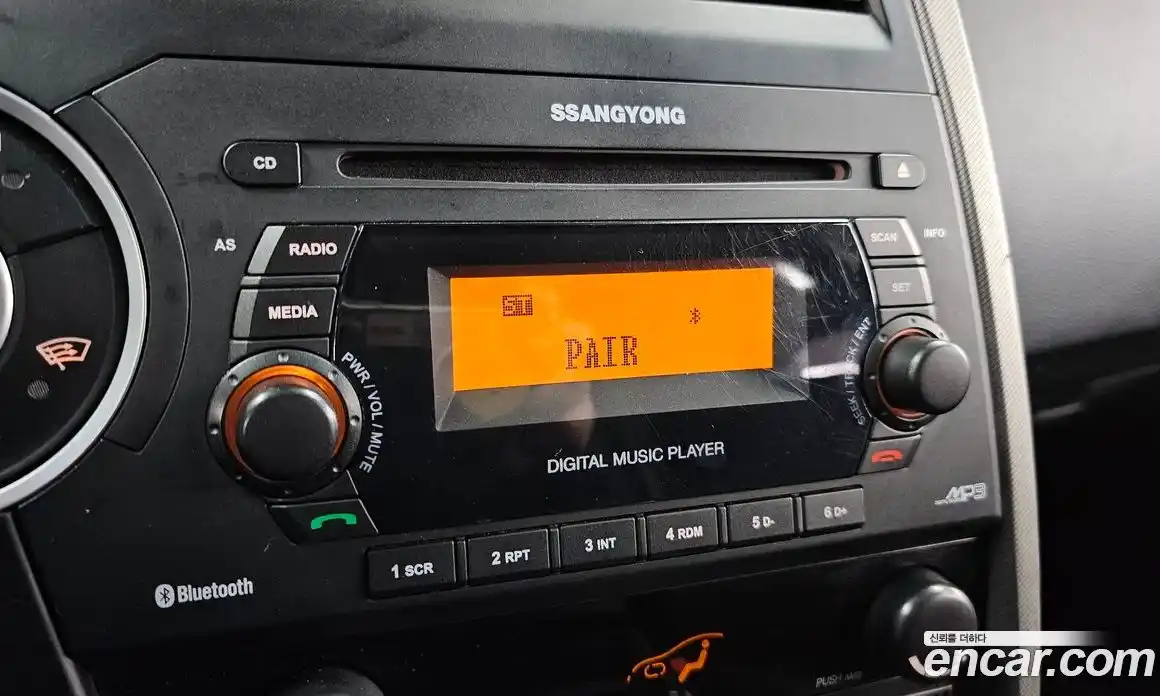 SSANGYONG
CD
AS
RADIO
SCAN
INFO
MEDIA
SET
ST
PAIR
PWR / VOL / MUTE
SEEK / TRACK / ENT
DIGITAL MUSIC PLAYER
MP3
1 SCR
2 RPT
3 INT
4 RDM
5 D-
6 D+
Bluetooth
신뢰를 더하다
encar.com